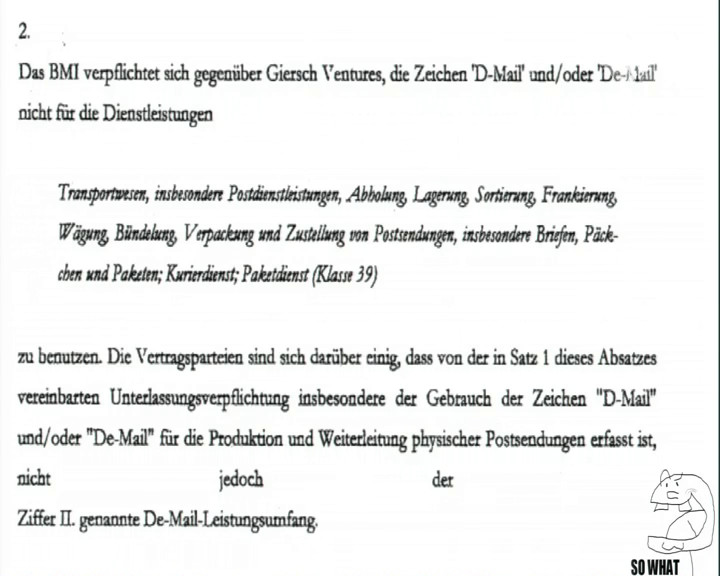 2.
Das BMI verpflichtet sich gegenüber Giersch Ventures, die Zeichen 'D-Mail' und/oder 'De-Mail'
nicht für die Dienstleistungen
Transportwesen, insbesondere Postdienstleistungen, Abholung, Lagerung, Sortierung, Frankierung,
Wägung, Bündelung, Verpackung und Zustellung von Postsendungen, insbesondere Briefen, Päck-
chen und Paketen; Kurierdienst; Paketdienst (Klasse 39)
zu benutzen. Die Vertragsparteien sind sich darüber einig, dass von der in Satz 1 dieses Absatzes
vereinbarten Unterlassungsverpflichtung insbesondere der Gebrauch der Zeichen "D-Mail"
und/oder "De-Mail" für die Produktion und Weiterleitung physischer Postsendungen erfasst ist,
nicht jedoch der
Ziffer II. genannte De-Mail-Leistungsumfang.
SO WHAT